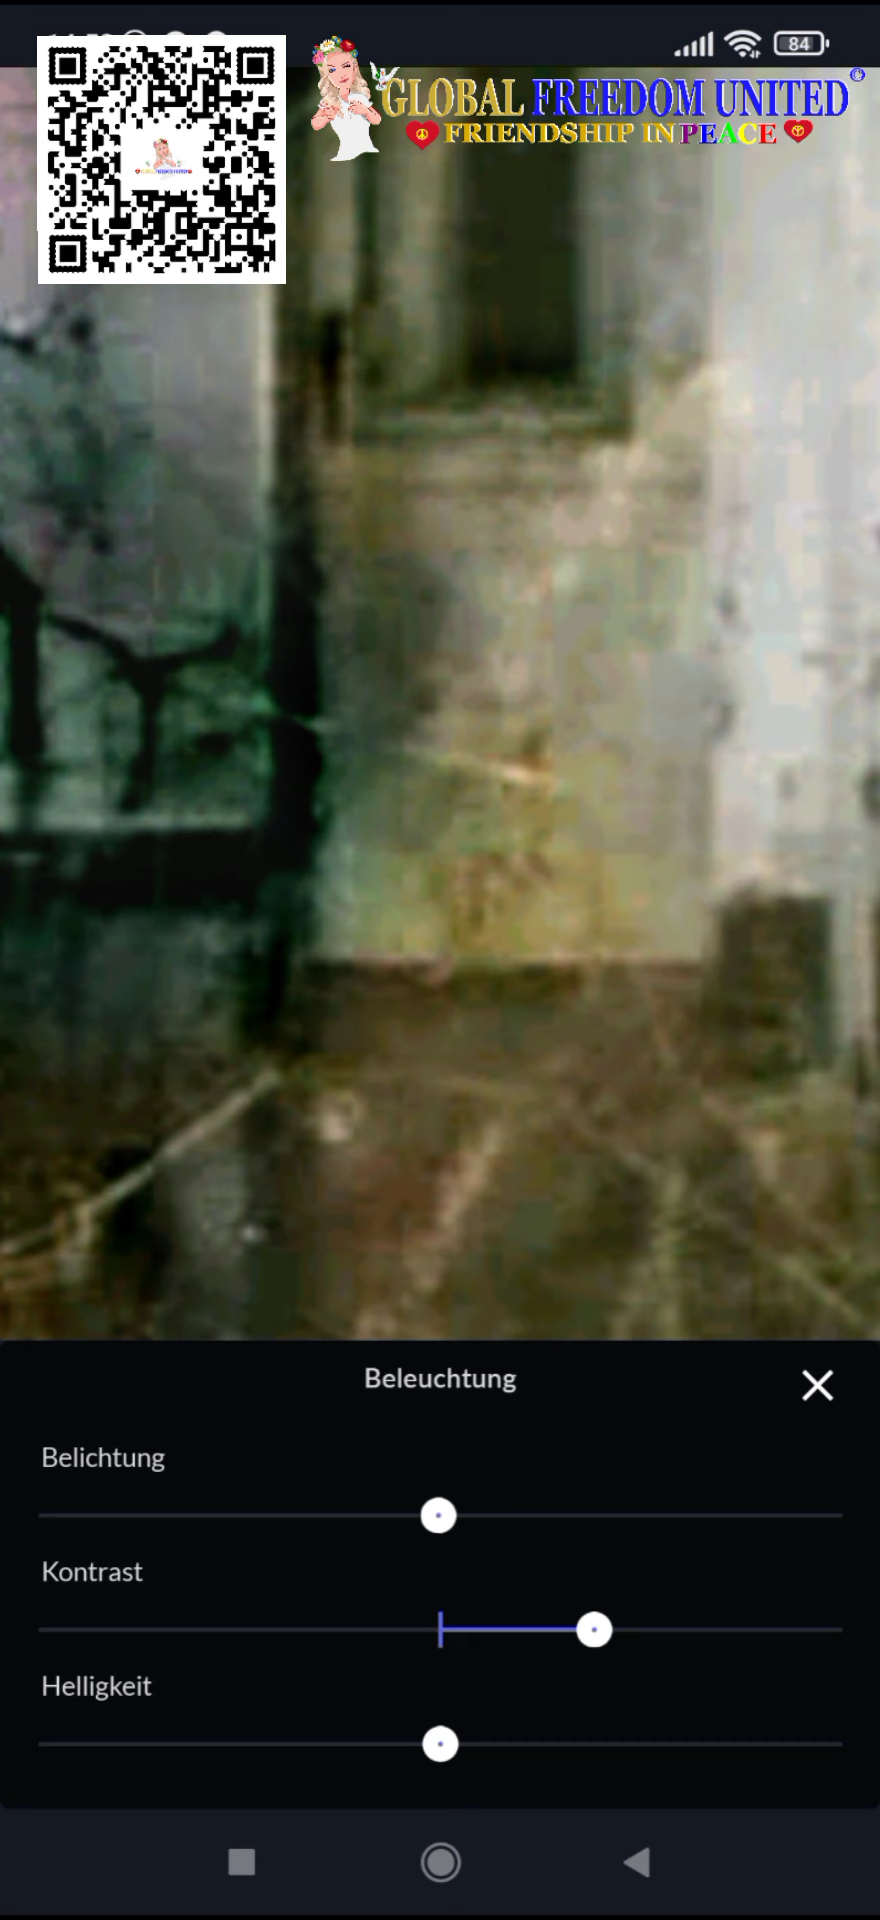 84
GLOBAL FREEDOM UNITED
FRIENDSHIP IN PEACE
Beleuchtung
Belichtung
Kontrast
Helligkeit